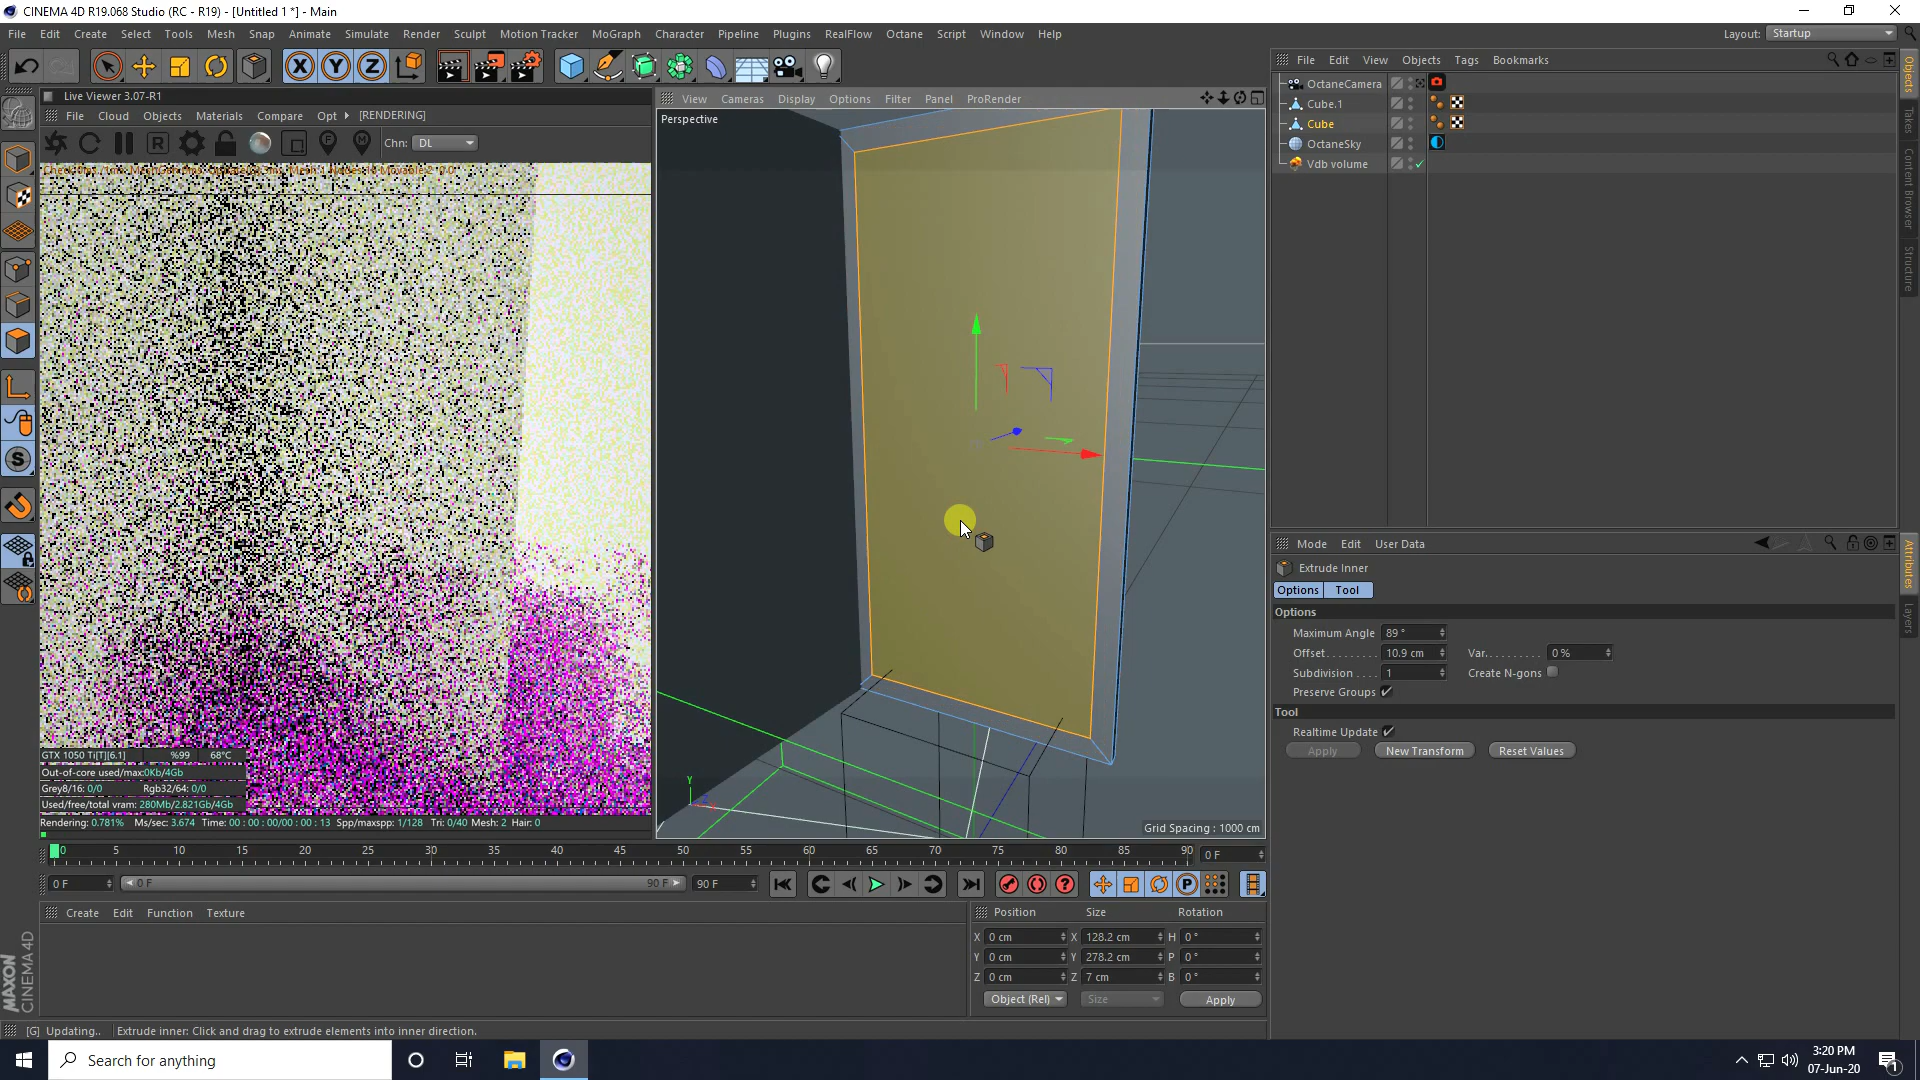 CINEMA 4D R19.068 Studio (RC - R19) - [Untitled 1 *] - Main
File Edit Create Select Tools Mesh Snap Animate Simulate Render Sculpt Motion Tracker MoGraph Character Pipeline Plugins RealFlow Octane Script Window Help
Layout: Startup
X Y Z
File Edit View Objects Tags Bookmarks
Live Viewer 3.07-R1
View Cameras Display Options Filter Panel ProRender
File Cloud Objects Materials Compare Opt [RENDERING]
Perspective
Chn: DL
OctaneCamera
Cube.1
Cube
OctaneSky
Vdb volume
Objects
Takes
Content Browser
Structure
Mode Edit User Data
Extrude Inner
Options Tool
Options
Maximum Angle 89 °
Offset 10.9 cm Var. 0 %
Subdivision 1 Create N-gons
Preserve Groups
Tool
Realtime Update
Apply New Transform Reset Values
Attributes
Layers
GTX 1050 Ti[T][6.1] %99 68°C
Out-of-core used/max:0Kb/4Gb
Grey8/16: 0/0 Rgb32/64: 0/0
Used/free/total vram: 280Mb/2.821Gb/4Gb
Rendering: 0.781% Ms/sec: 3.674 Time: 00 : 00 : 00/00 : 00 : 13 Spp/maxspp: 1/128 Tri: 0/40 Mesh: 2 Hair: 0
Y
Grid Spacing : 1000 cm
0 5 10 15 20 25 30 35 40 45 50 55 60 65 70 75 80 85 90 0 F
0 F 0 F 90 F 90 F
Create Edit Function Texture
Position Size Rotation
X 0 cm X 128.2 cm H 0 °
Y 0 cm Y 278.2 cm P 0 °
Z 0 cm Z 7 cm B 0 °
Object (Rel) Size Apply
MAXON
CINEMA 4D
[G] Updating.. Extrude inner: Click and drag to extrude elements into inner direction.
Search for anything
3:20 PM
07-Jun-20
1